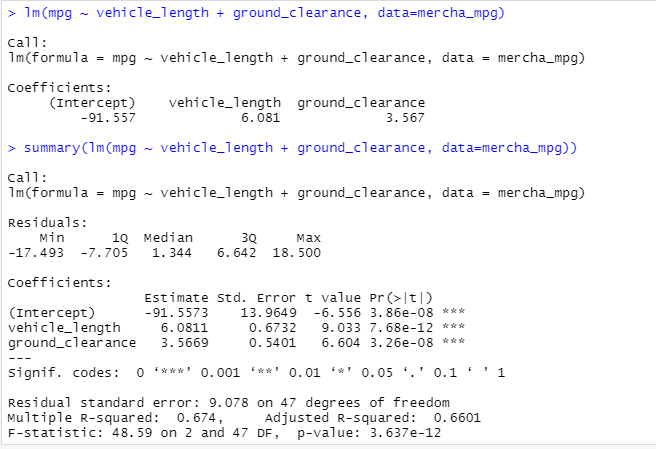 > lm(mpg ~ vehicle_length + ground_clearance, data=mercha_mpg)
Call:
lm(formula = mpg ~ vehicle_length + ground_clearance, data = mercha_mpg)
Coefficients:
(Intercept) vehicle_length ground_clearance
-91.557 6.081 3.567
> summary(lm(mpg ~ vehicle_length + ground_clearance, data=mercha_mpg))
Call:
lm(formula = mpg ~ vehicle_length + ground_clearance, data = mercha_mpg)
Residuals:
Min 1Q Median 3Q Max
-17.493 -7.705 1.344 6.642 18.500
Coefficients:
Estimate Std. Error t value Pr(>|t|)
(Intercept) -91.5573 13.9649 -6.556 3.86e-08 ***
vehicle_length 6.0811 0.6732 9.033 7.68e-12 ***
ground_clearance 3.5669 0.5401 6.604 3.26e-08 ***
---
Signif. codes: 0 ‘***’ 0.001 ‘**’ 0.01 ‘*’ 0.05 ‘.’ 0.1 ‘ ’ 1
Residual standard error: 9.078 on 47 degrees of freedom
Multiple R-squared: 0.674, Adjusted R-squared: 0.6601
F-statistic: 48.59 on 2 and 47 DF, p-value: 3.637e-12